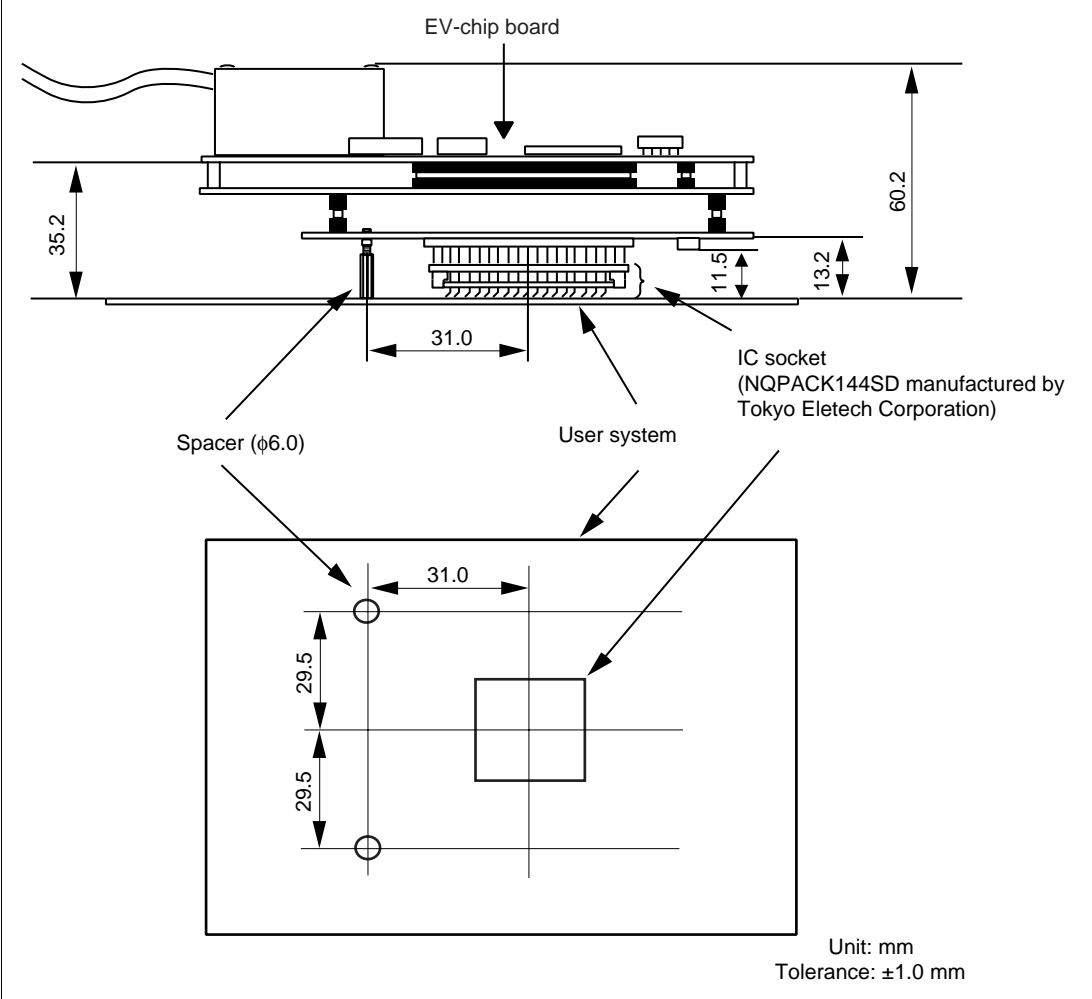 EV-chip board
60.2
35.2
11.5
13.2
31.0
IC socket
(NQPACK144SD manufactured by
Tokyo Eletech Corporation)
Spacer (ϕ6.0)
User system
31.0
29.5
29.5
Unit: mm
Tolerance: ±1.0 mm